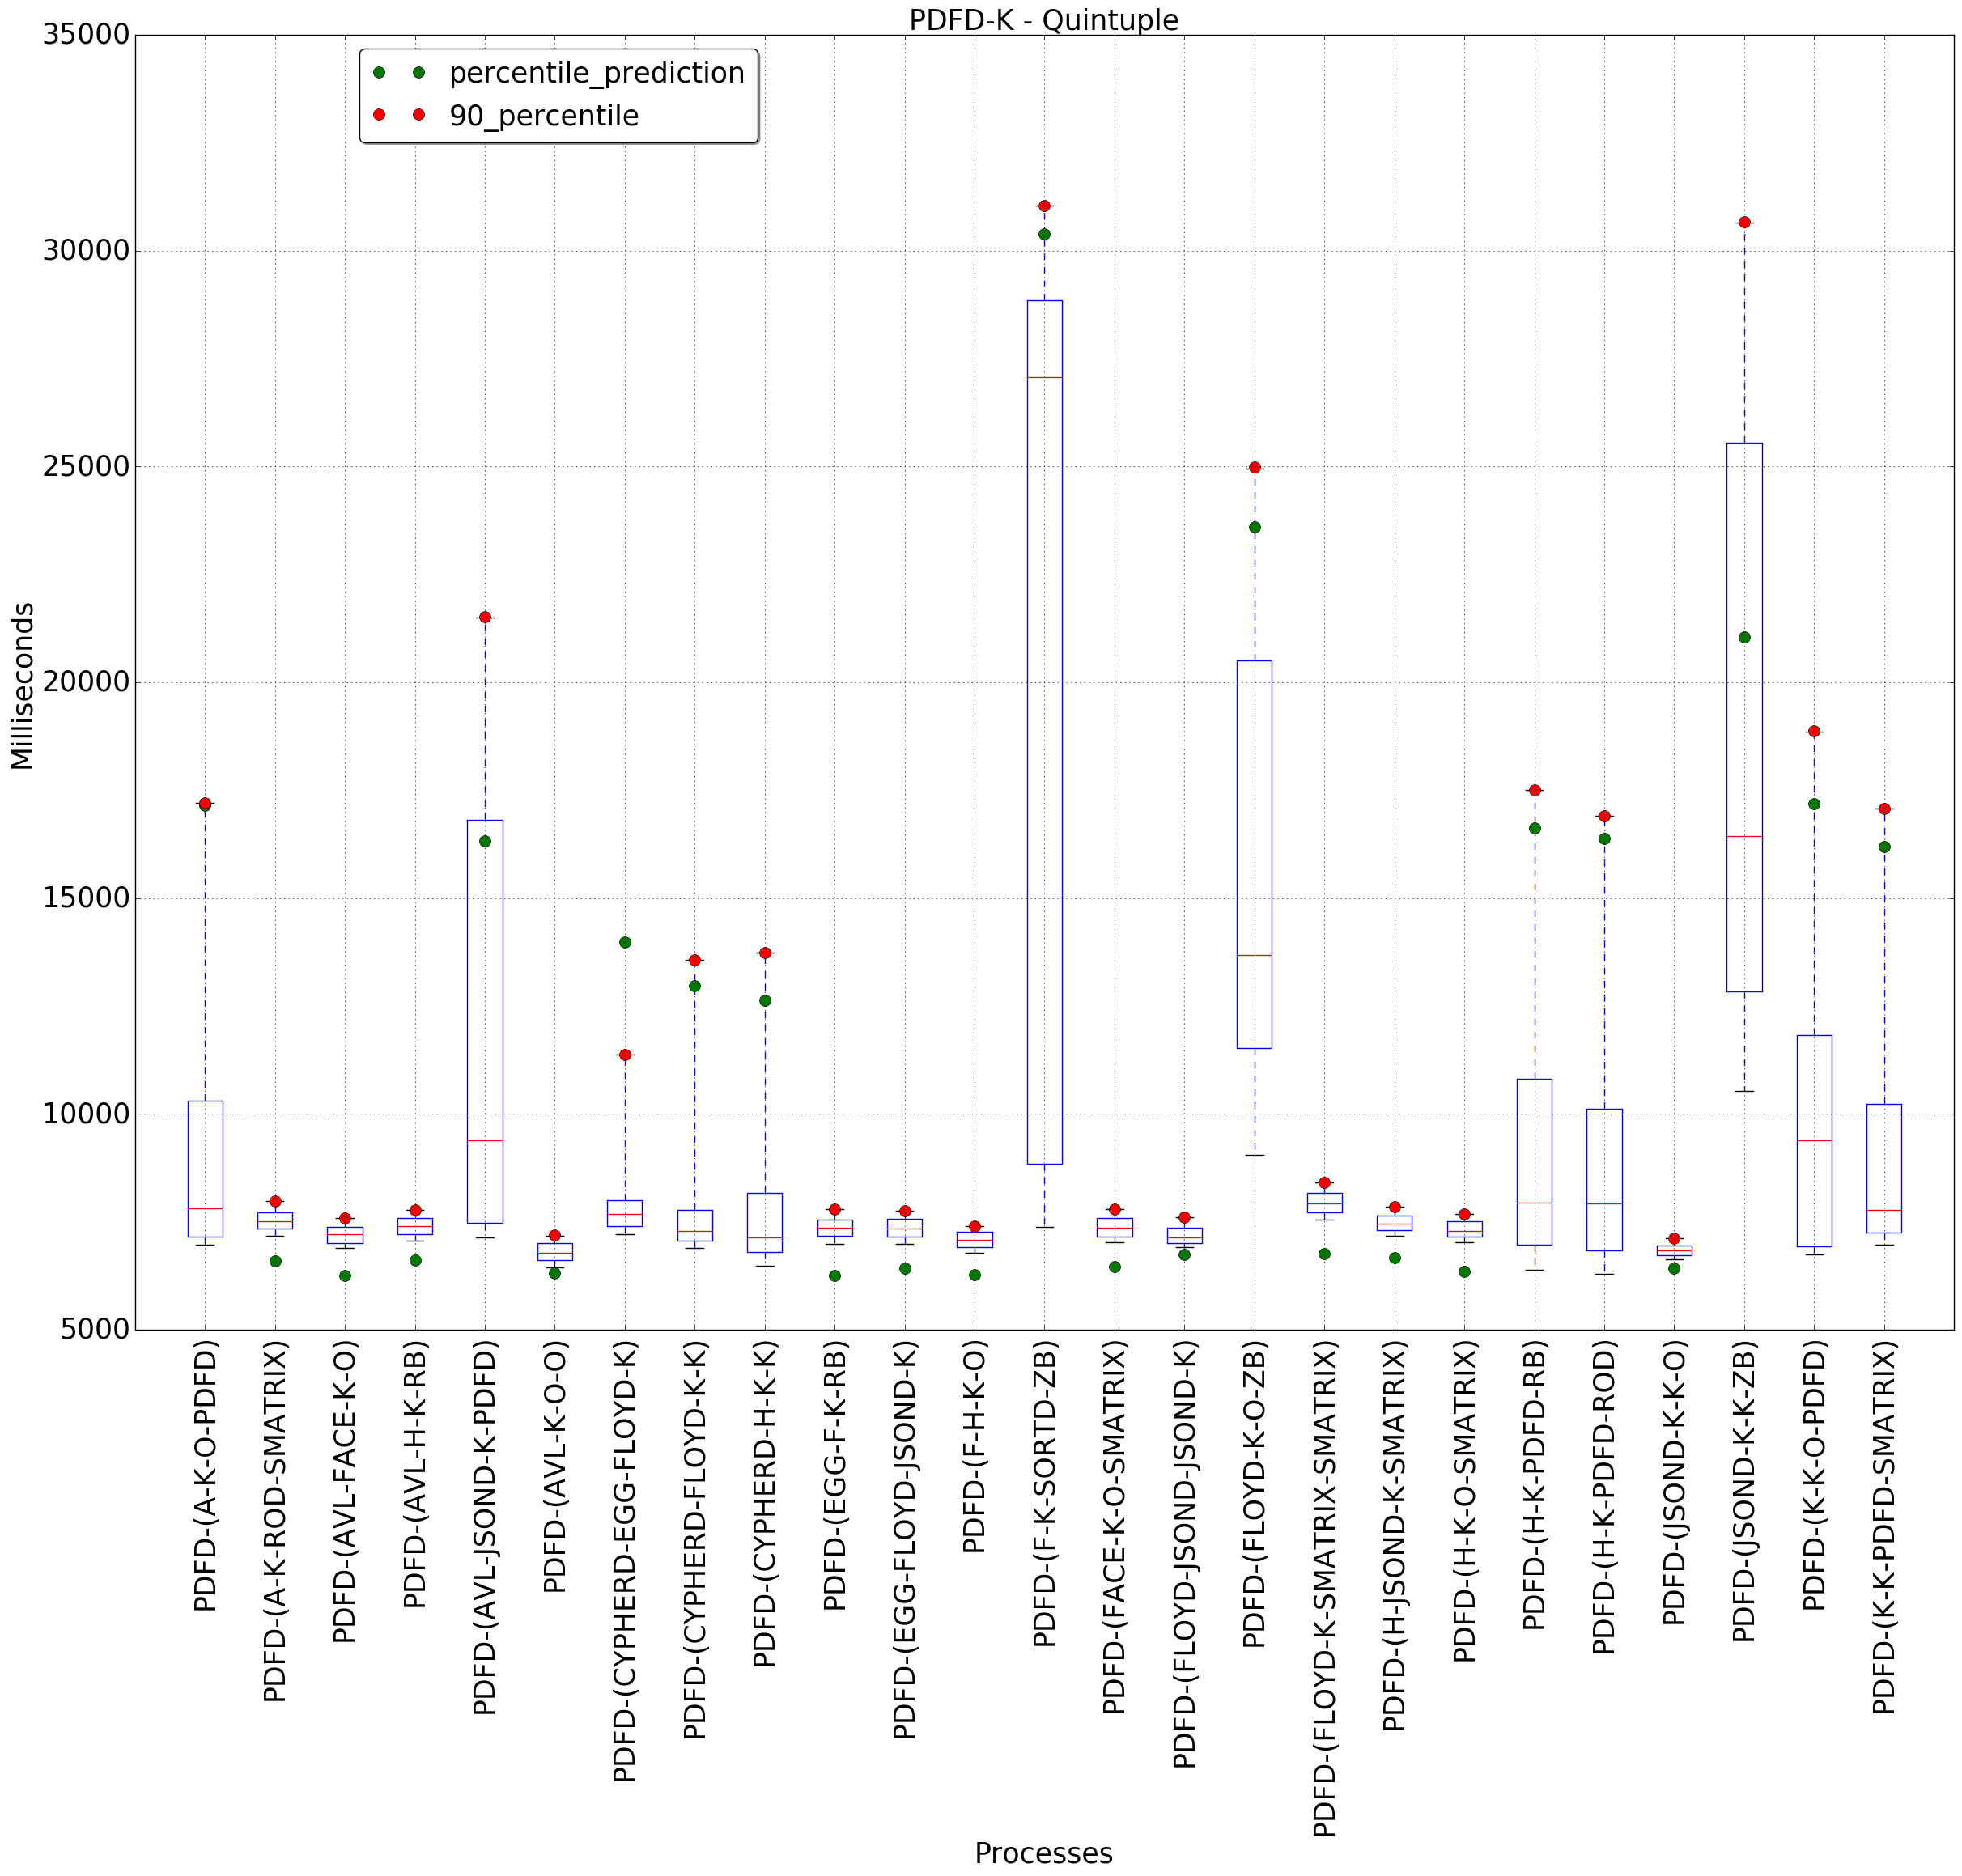 PDFD-K - Quintuple
percentile_prediction
90_percentile
35000
30000
25000
20000
15000
10000
5000
Milliseconds
PDFD-(A-K-O-PDFD)
PDFD-(A-K-ROD-SMATRIX)
PDFD-(AVL-FACE-K-O)
PDFD-(AVL-H-K-RB)
PDFD-(AVL-JSOND-K-PDFD)
PDFD-(AVL-K-O-O)
PDFD-(CYPHERD-EGG-FLOYD-K)
PDFD-(CYPHERD-FLOYD-K-K)
PDFD-(CYPHERD-H-K-K)
PDFD-(EGG-F-K-RB)
PDFD-(EGG-FLOYD-JSOND-K)
PDFD-(F-H-K-O)
PDFD-(F-K-SORTD-ZB)
PDFD-(FACE-K-O-SMATRIX)
PDFD-(FLOYD-JSOND-JSOND-K)
PDFD-(FLOYD-K-O-ZB)
PDFD-(FLOYD-K-SMATRIX-SMATRIX)
PDFD-(H-JSOND-K-SMATRIX)
PDFD-(H-K-O-SMATRIX)
PDFD-(H-K-PDFD-RB)
PDFD-(H-K-PDFD-ROD)
PDFD-(JSOND-K-K-O)
PDFD-(JSOND-K-K-ZB)
PDFD-(K-K-O-PDFD)
PDFD-(K-K-PDFD-SMATRIX)
Processes